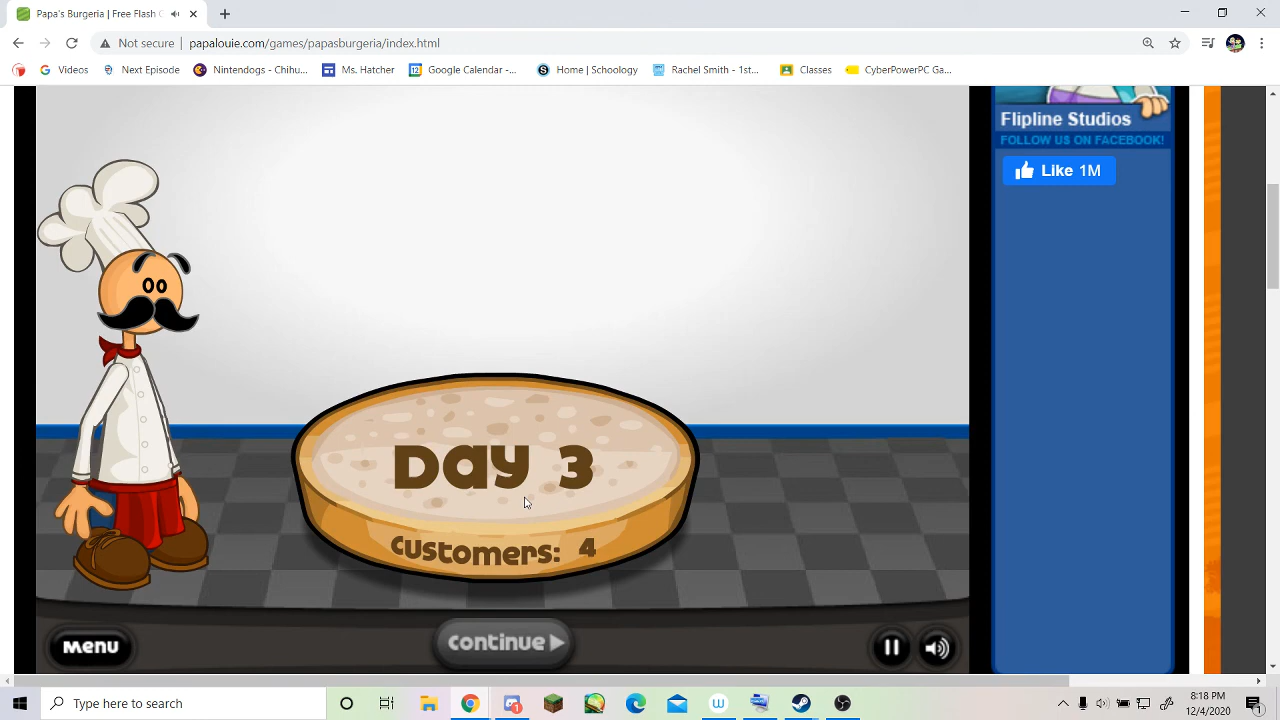 Papa's Burgeria | Free Flash G
Not secure | papalouie.com/games/papasburgeria/index.html
Videos
Next Episode
Nintendogs - Chihu...
Ms. Hatcher
Google Calendar -...
Home | Schoology
Rachel Smith - 1st...
Classes
CyberPowerPC Ga...
Flipline Studios
FOLLOW US ON FACEBOOK!
Like 1M
Day 3
Customers: 4
Menu
Continue
Type here to search
8:18 PM
12/4/2020